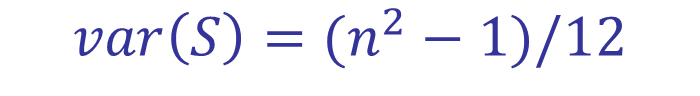 var(S) = (n² − 1)/12